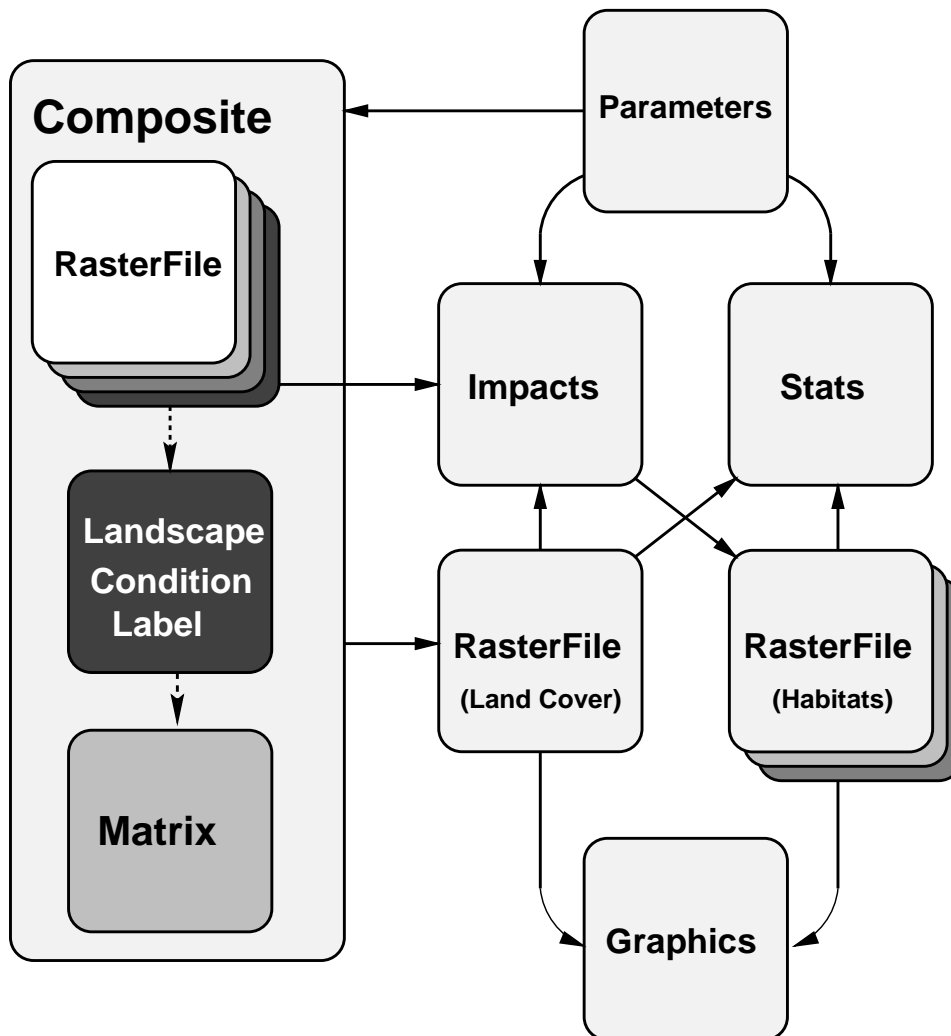 Composite
Parameters
RasterFile
Impacts
Stats
Landscape
Condition
Label
RasterFile
(Land Cover)
RasterFile
(Habitats)
Matrix
Graphics